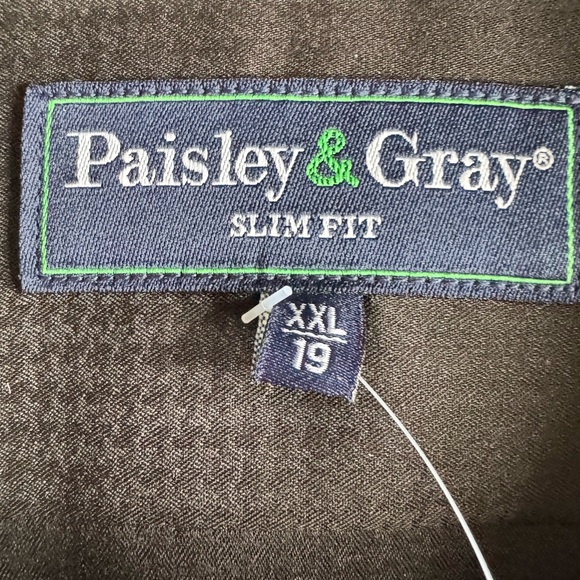 Paisley & Gray®
SLIM FIT
XXL
19